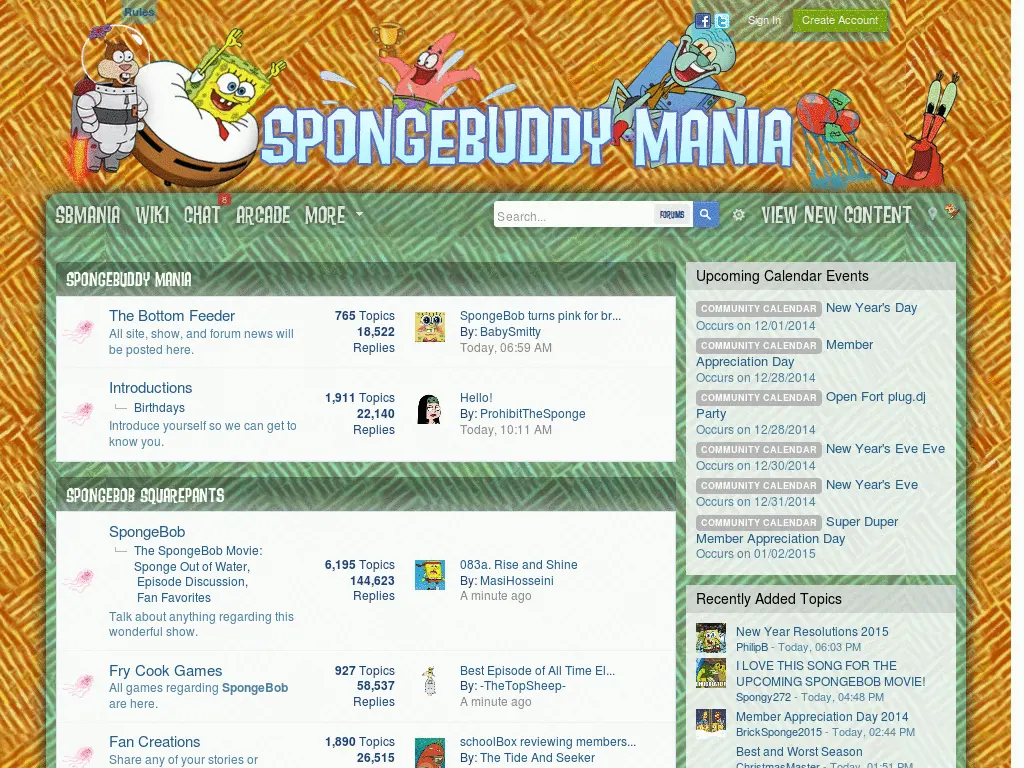 Rules
Sign In
Create Account
SPONGEBUDDY MANIA
SBMANIA WIKI CHAT 8 ARCADE MORE
Search...
FORUMS
VIEW NEW CONTENT
SPONGEBUDDY MANIA
The Bottom Feeder
All site, show, and forum news will
be posted here.
765 Topics
18,522
Replies
SpongeBob turns pink for br...
By: BabySmitty
Today, 06:59 AM
Introductions
Birthdays
Introduce yourself so we can get to
know you.
1,911 Topics
22,140
Replies
Hello!
By: ProhibitTheSponge
Today, 10:11 AM
SPONGEBOB SQUAREPANTS
SpongeBob
The SpongeBob Movie:
Sponge Out of Water,
Episode Discussion,
Fan Favorites
Talk about anything regarding this
wonderful show.
6,195 Topics
144,623
Replies
083a. Rise and Shine
By: MasiHosseini
A minute ago
Fry Cook Games
All games regarding SpongeBob
are here.
927 Topics
58,537
Replies
Best Episode of All Time El...
By: -TheTopSheep-
A minute ago
Fan Creations
Share any of your stories or
1,890 Topics
26,515
schoolBox reviewing members...
By: The Tide And Seeker
Upcoming Calendar Events
COMMUNITY CALENDAR New Year's Day
Occurs on 12/01/2014
COMMUNITY CALENDAR Member
Appreciation Day
Occurs on 12/28/2014
COMMUNITY CALENDAR Open Fort plug.dj
Party
Occurs on 12/28/2014
COMMUNITY CALENDAR New Year's Eve Eve
Occurs on 12/30/2014
COMMUNITY CALENDAR New Year's Eve
Occurs on 12/31/2014
COMMUNITY CALENDAR Super Duper
Member Appreciation Day
Occurs on 01/02/2015
Recently Added Topics
New Year Resolutions 2015
PhilipB - Today, 06:03 PM
I LOVE THIS SONG FOR THE
UPCOMING SPONGEBOB MOVIE!
Spongy272 - Today, 04:48 PM
Member Appreciation Day 2014
BrickSponge2015 - Today, 02:44 PM
Best and Worst Season
ChristmasMaster - Today, 01:51 PM